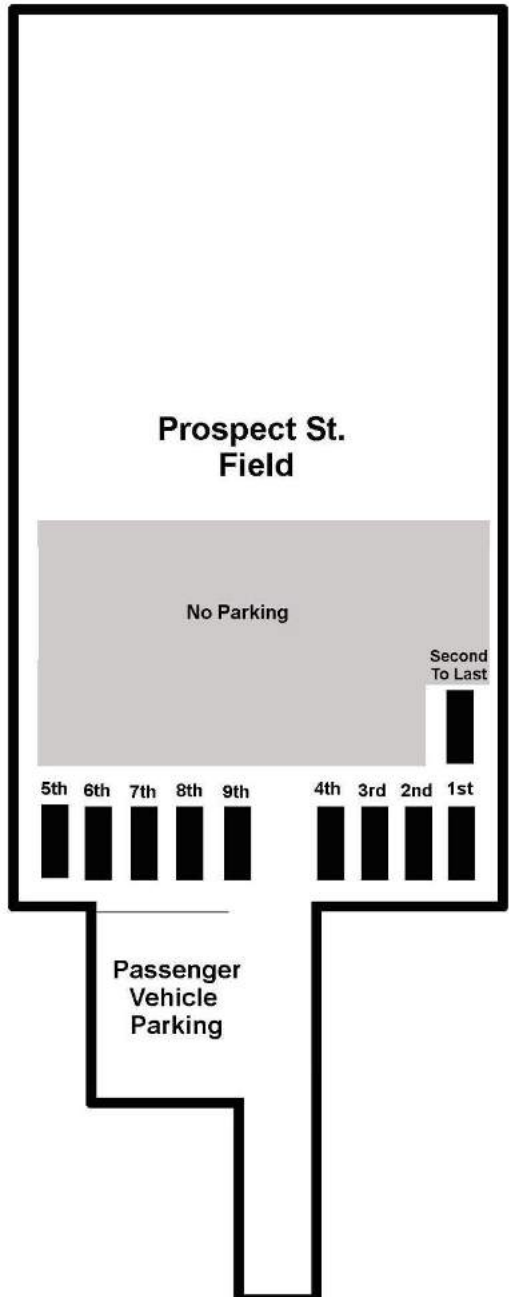 Prospect St.
Field
No Parking
Second
To Last
5th 6th 7th 8th 9th 4th 3rd 2nd 1st
Passenger
Vehicle
Parking